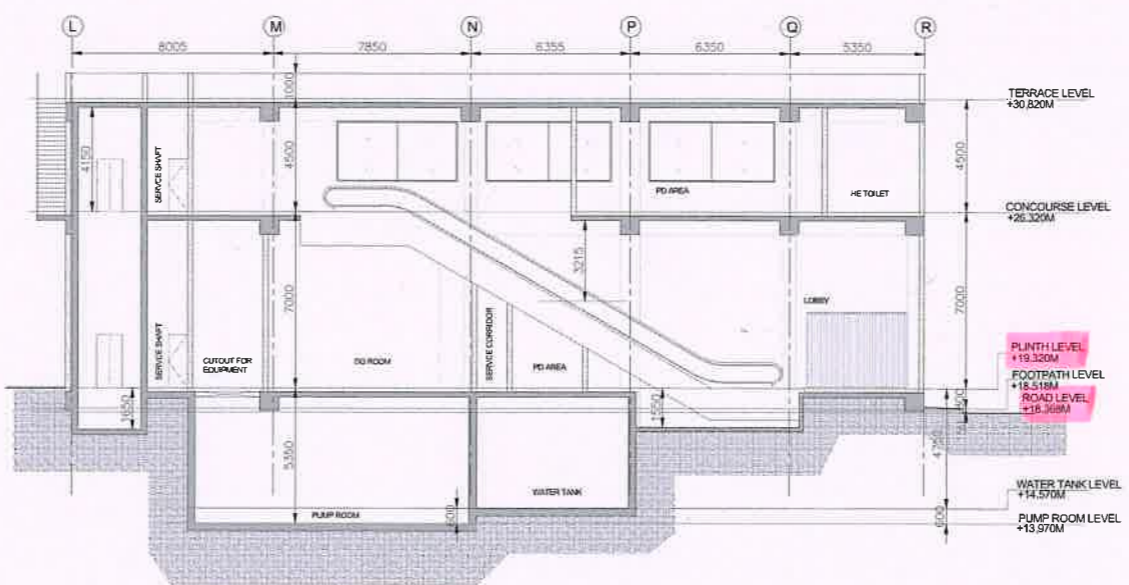 L M N P Q R
8005 7850 6355 6350 5350
1000
TERRACE LEVEL
+30,820M
4150
SERVICE SHAFT
4500
PD AREA
HE TOILET
4500
CONCOURSE LEVEL
+26,320M
3215
7000
7000
LOBBY
SERVICE SHAFT
CUTOUT FOR
EQUIPMENT
DG ROOM
SERVICE CORRIDOR
PD AREA
PLINTH LEVEL
+19,320M
FOOTPATH LEVEL
+18,518M
ROAD LEVEL
+18,368M
1650
1550
5350
WATER TANK
WATER TANK LEVEL
+14,570M
PUMP ROOM
600
600
PUMP ROOM LEVEL
+13,970M